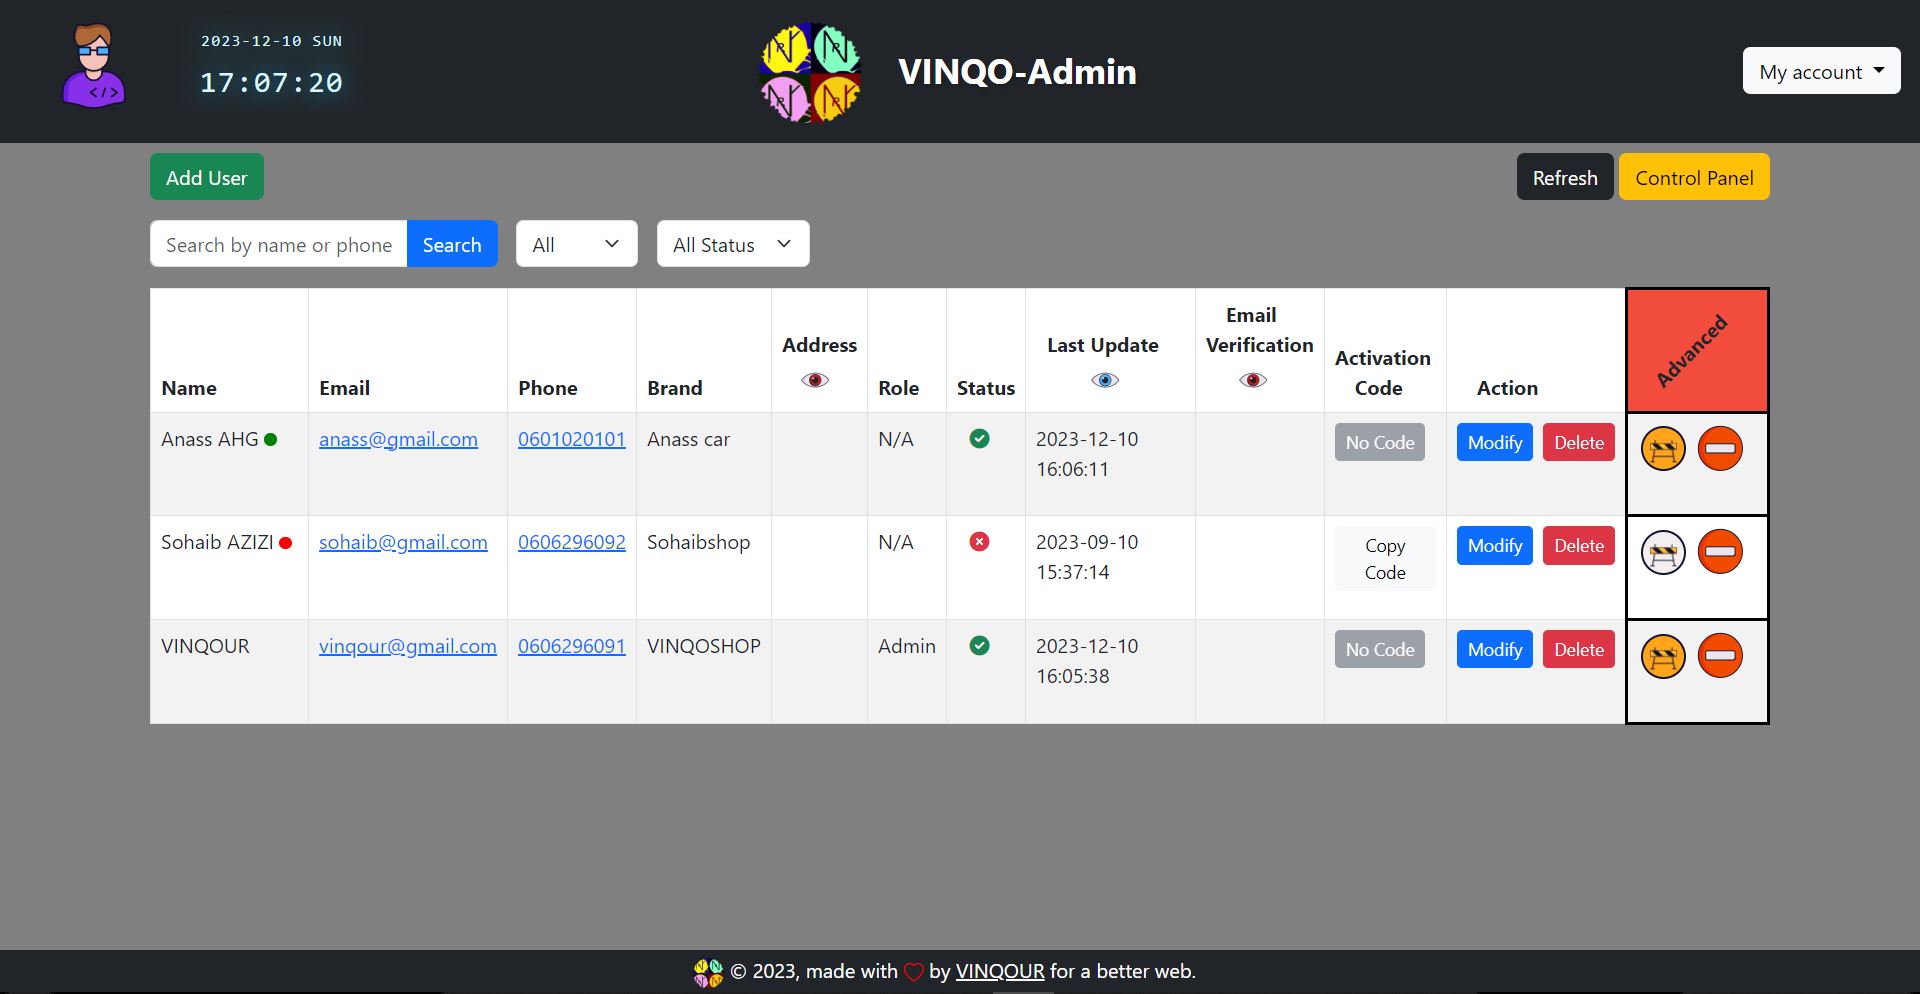 2023-12-10 SUN
17:07:20
</>
VINQO-Admin
My account
Add User
Refresh
Control Panel
Search by name or phone
Search
All
All Status
Name
Email
Phone
Brand
Address
Role
Status
Last Update
Email
Verification
Activation
Code
Action
Advanced
Anass AHG
anass@gmail.com
0601020101
Anass car
N/A
2023-12-10
16:06:11
No Code
Modify
Delete
Sohaib AZIZI
sohaib@gmail.com
0606296092
Sohaibshop
N/A
2023-09-10
15:37:14
Copy
Code
Modify
Delete
VINQOUR
vinqour@gmail.com
0606296091
VINQOSHOP
Admin
2023-12-10
16:05:38
No Code
Modify
Delete
© 2023, made with by VINQOUR for a better web.